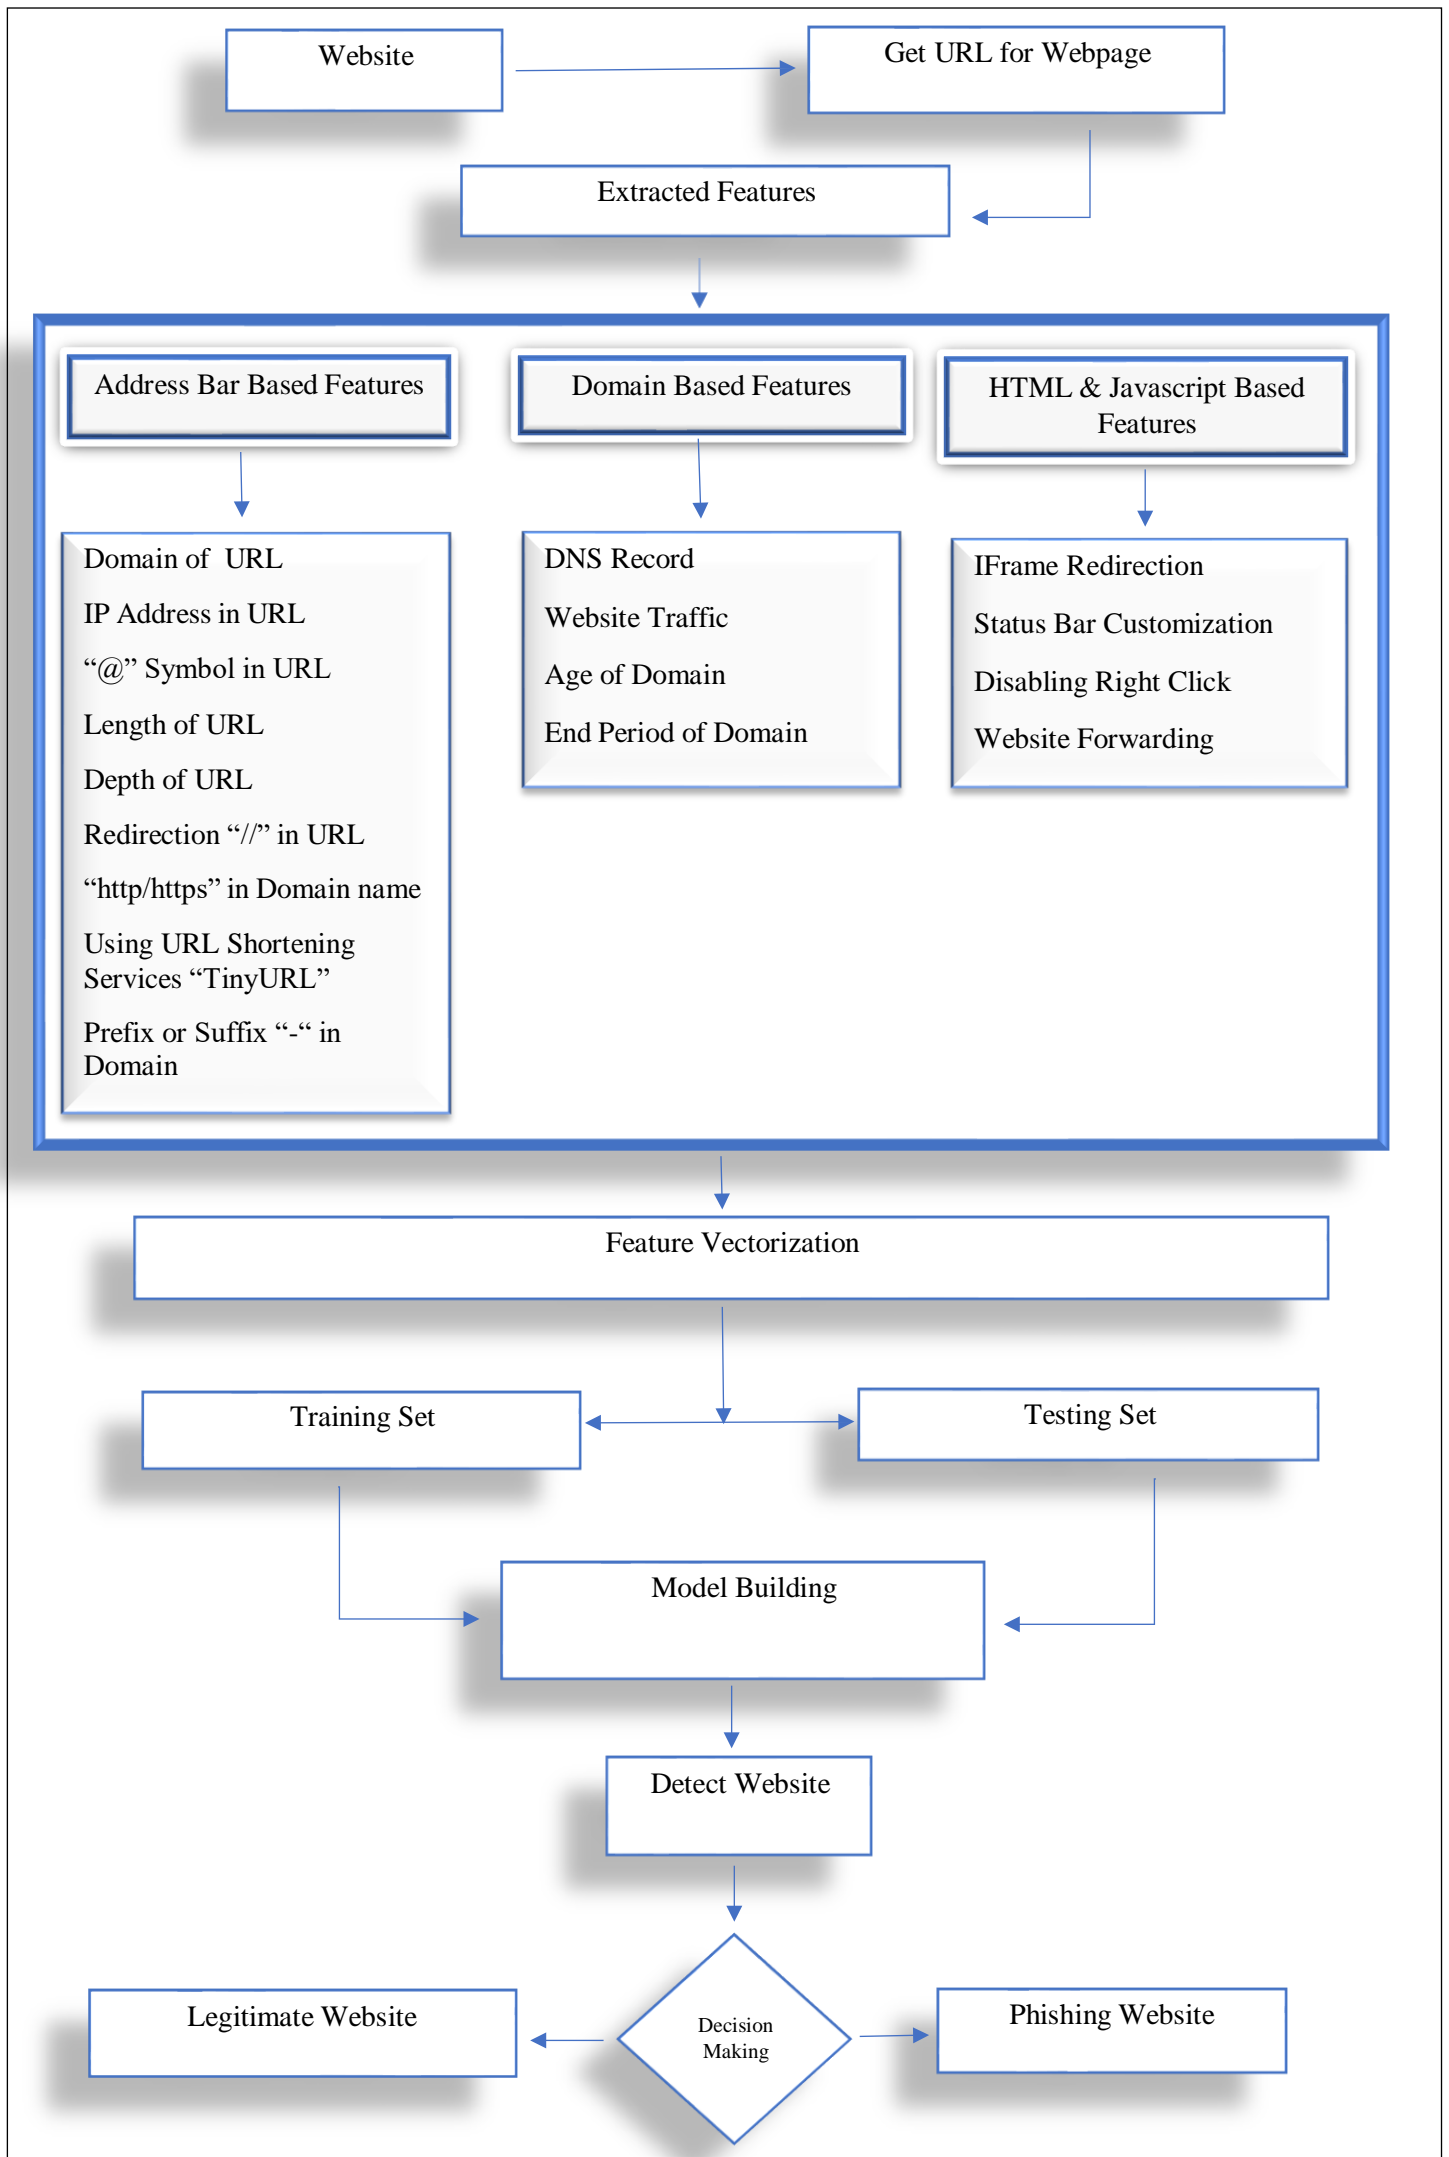 Website
Get URL for Webpage
Extracted Features
Address Bar Based Features
Domain of  URL
IP Address in URL
“@” Symbol in URL
Length of URL
Depth of URL
Redirection “//” in URL
“http/https” in Domain name
Using URL Shortening
Services “TinyURL”
Prefix or Suffix “-“ in
Domain
Domain Based Features
DNS Record
Website Traffic
Age of Domain
End Period of Domain
HTML & Javascript Based
Features
IFrame Redirection
Status Bar Customization
Disabling Right Click
Website Forwarding
Feature Vectorization
Training Set
Testing Set
Model Building
Detect Website
Decision
Making
Legitimate Website
Phishing Website